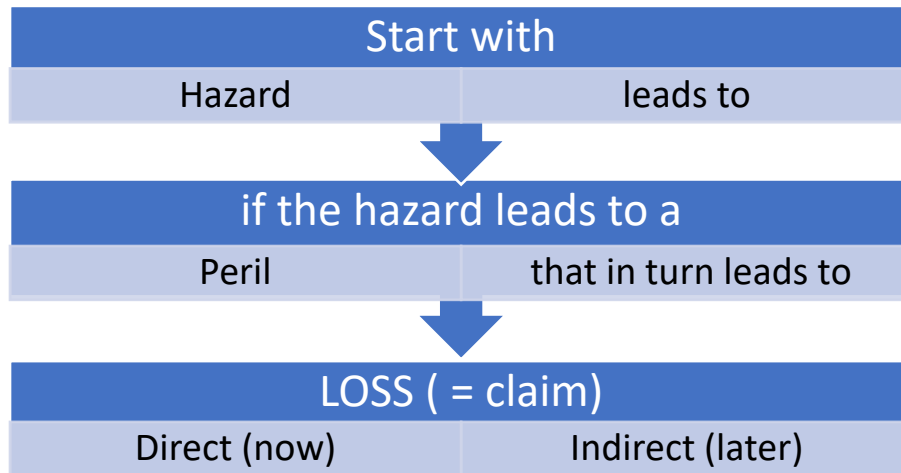 Start with
Hazard leads to
if the hazard leads to a
Peril that in turn leads to
LOSS ( = claim)
Direct (now) Indirect (later)